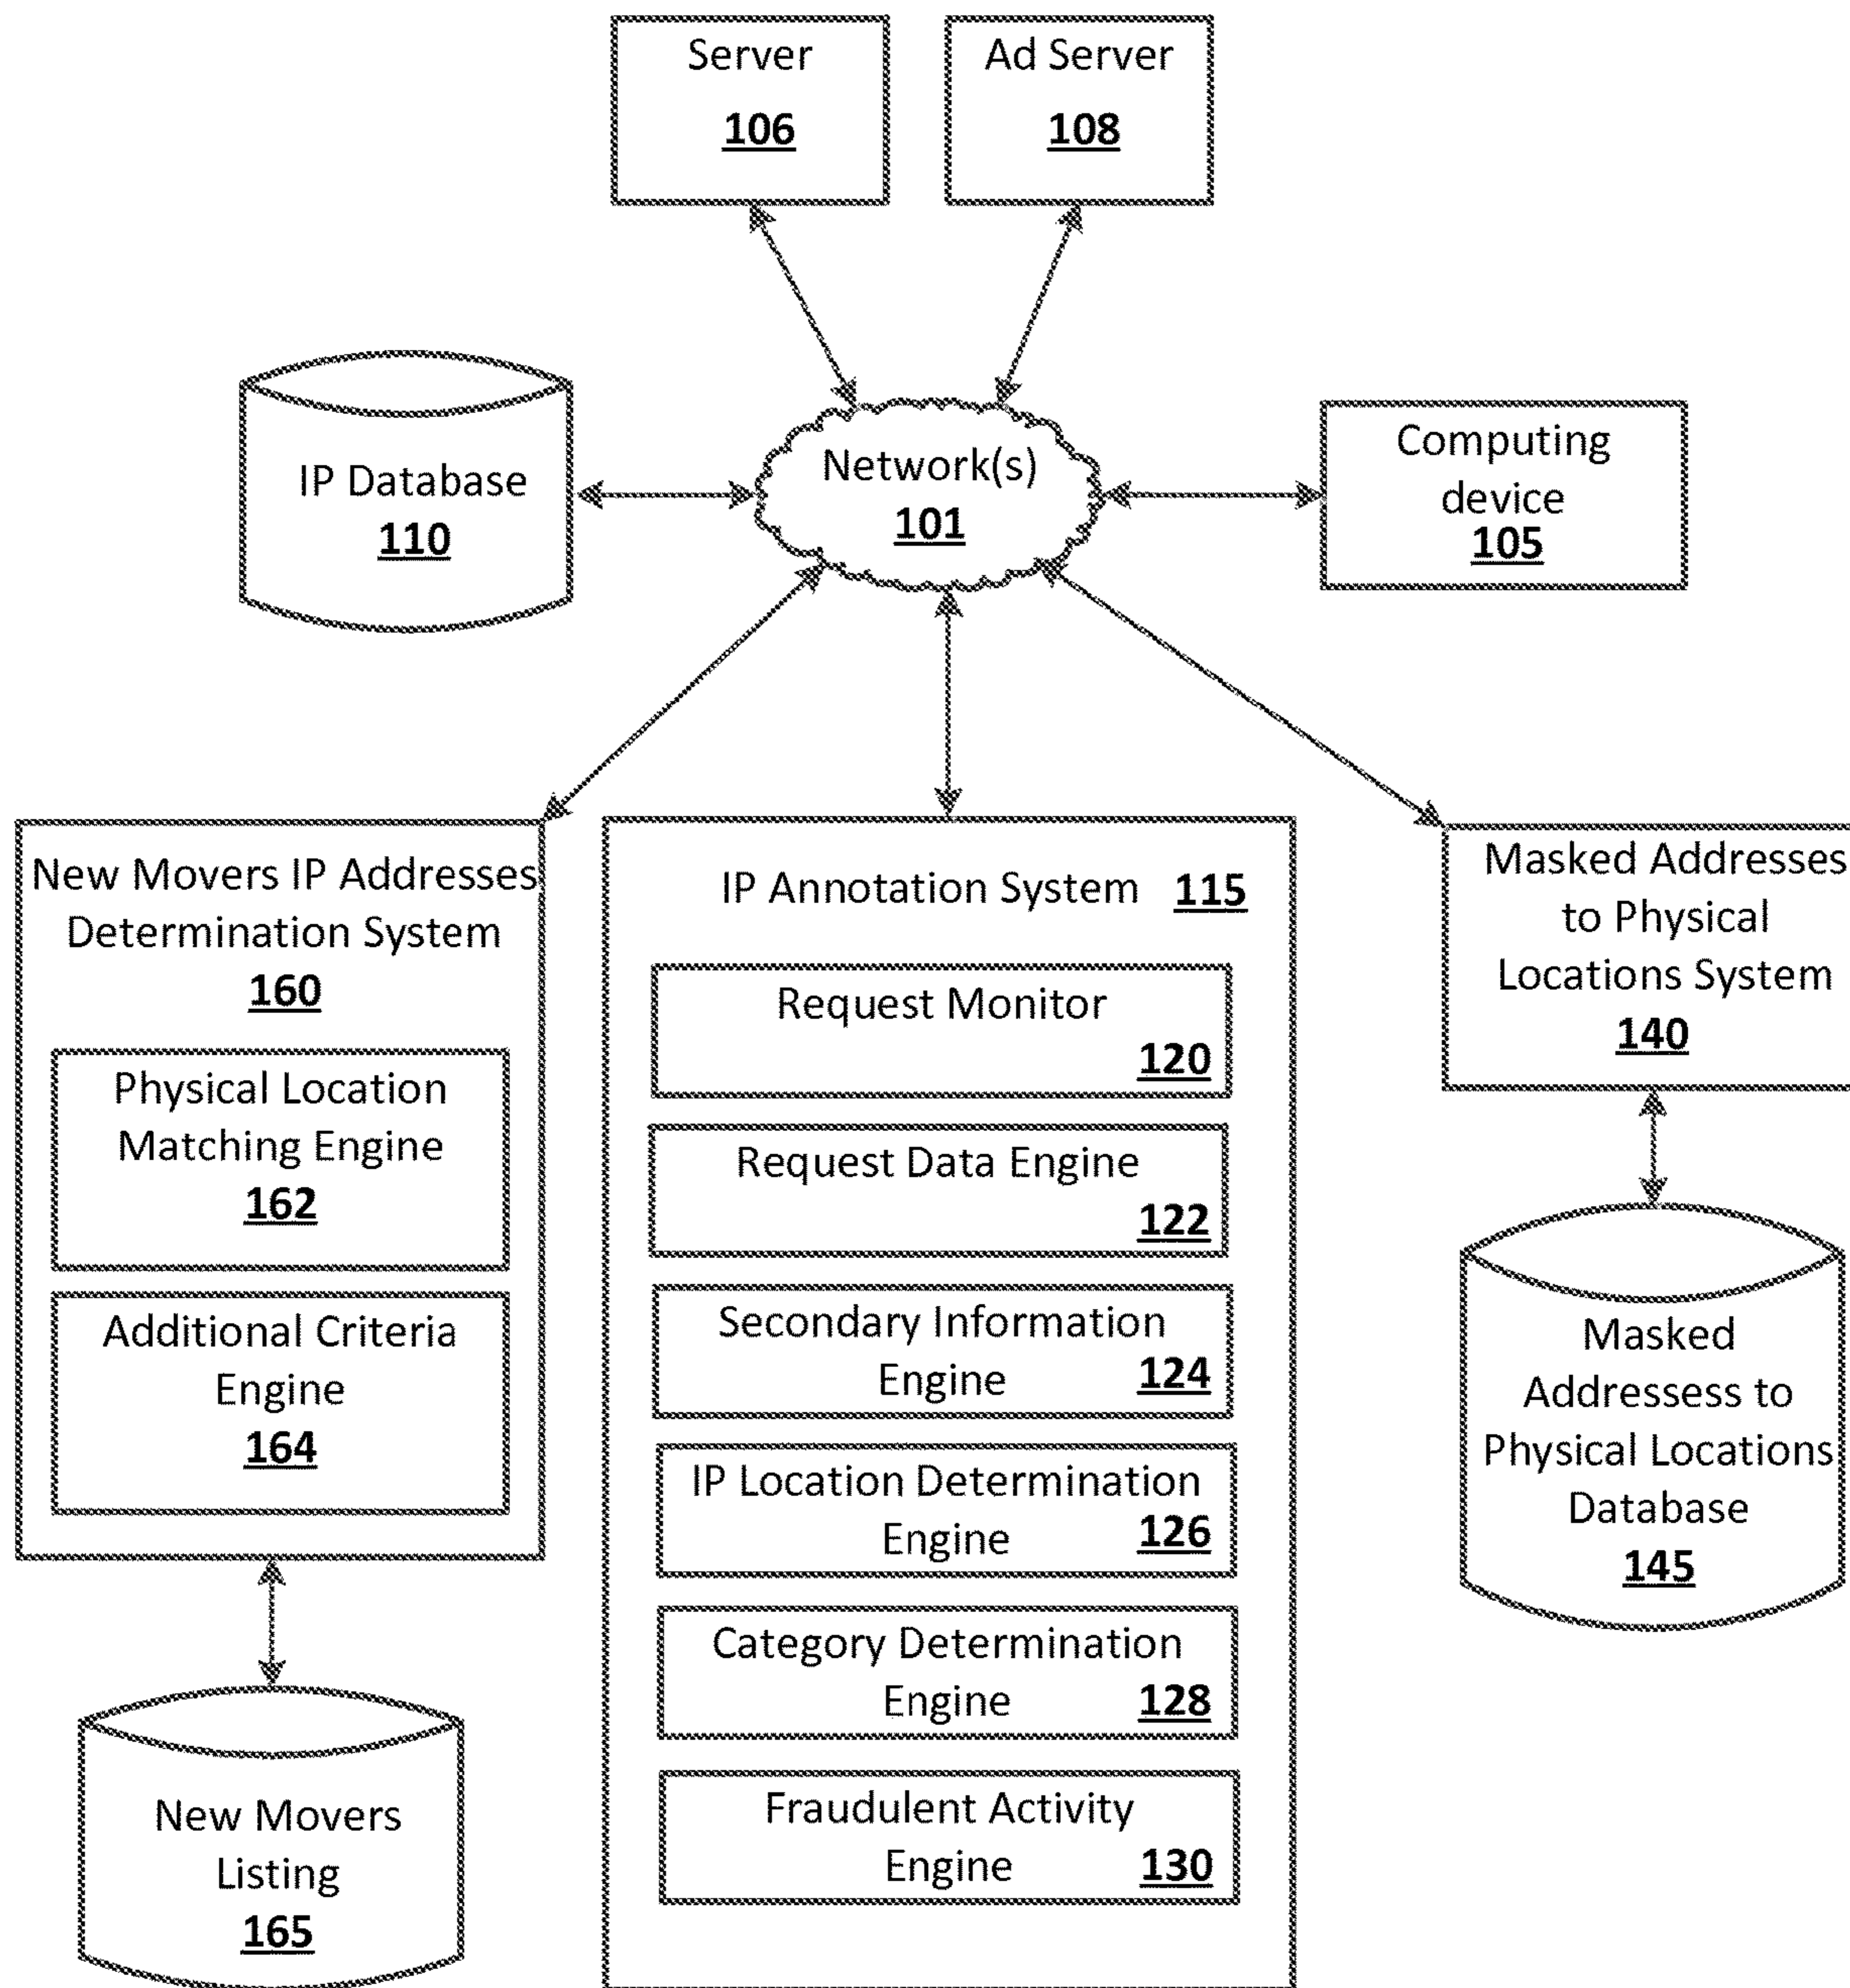 Server
106
Ad Server
108
IP Database
110
Network(s)
101
Computing
device
105
New Movers IP Addresses
Determination System
160
Physical Location
Matching Engine
162
Additional Criteria
Engine
164
New Movers
Listing
165
IP Annotation System 115
Request Monitor
120
Request Data Engine
122
Secondary Information
Engine 124
IP Location Determination
Engine 126
Category Determination
Engine 128
Fraudulent Activity
Engine 130
Masked Addresses
to Physical
Locations System
140
Masked
Addressess to
Physical Locations
Database
145